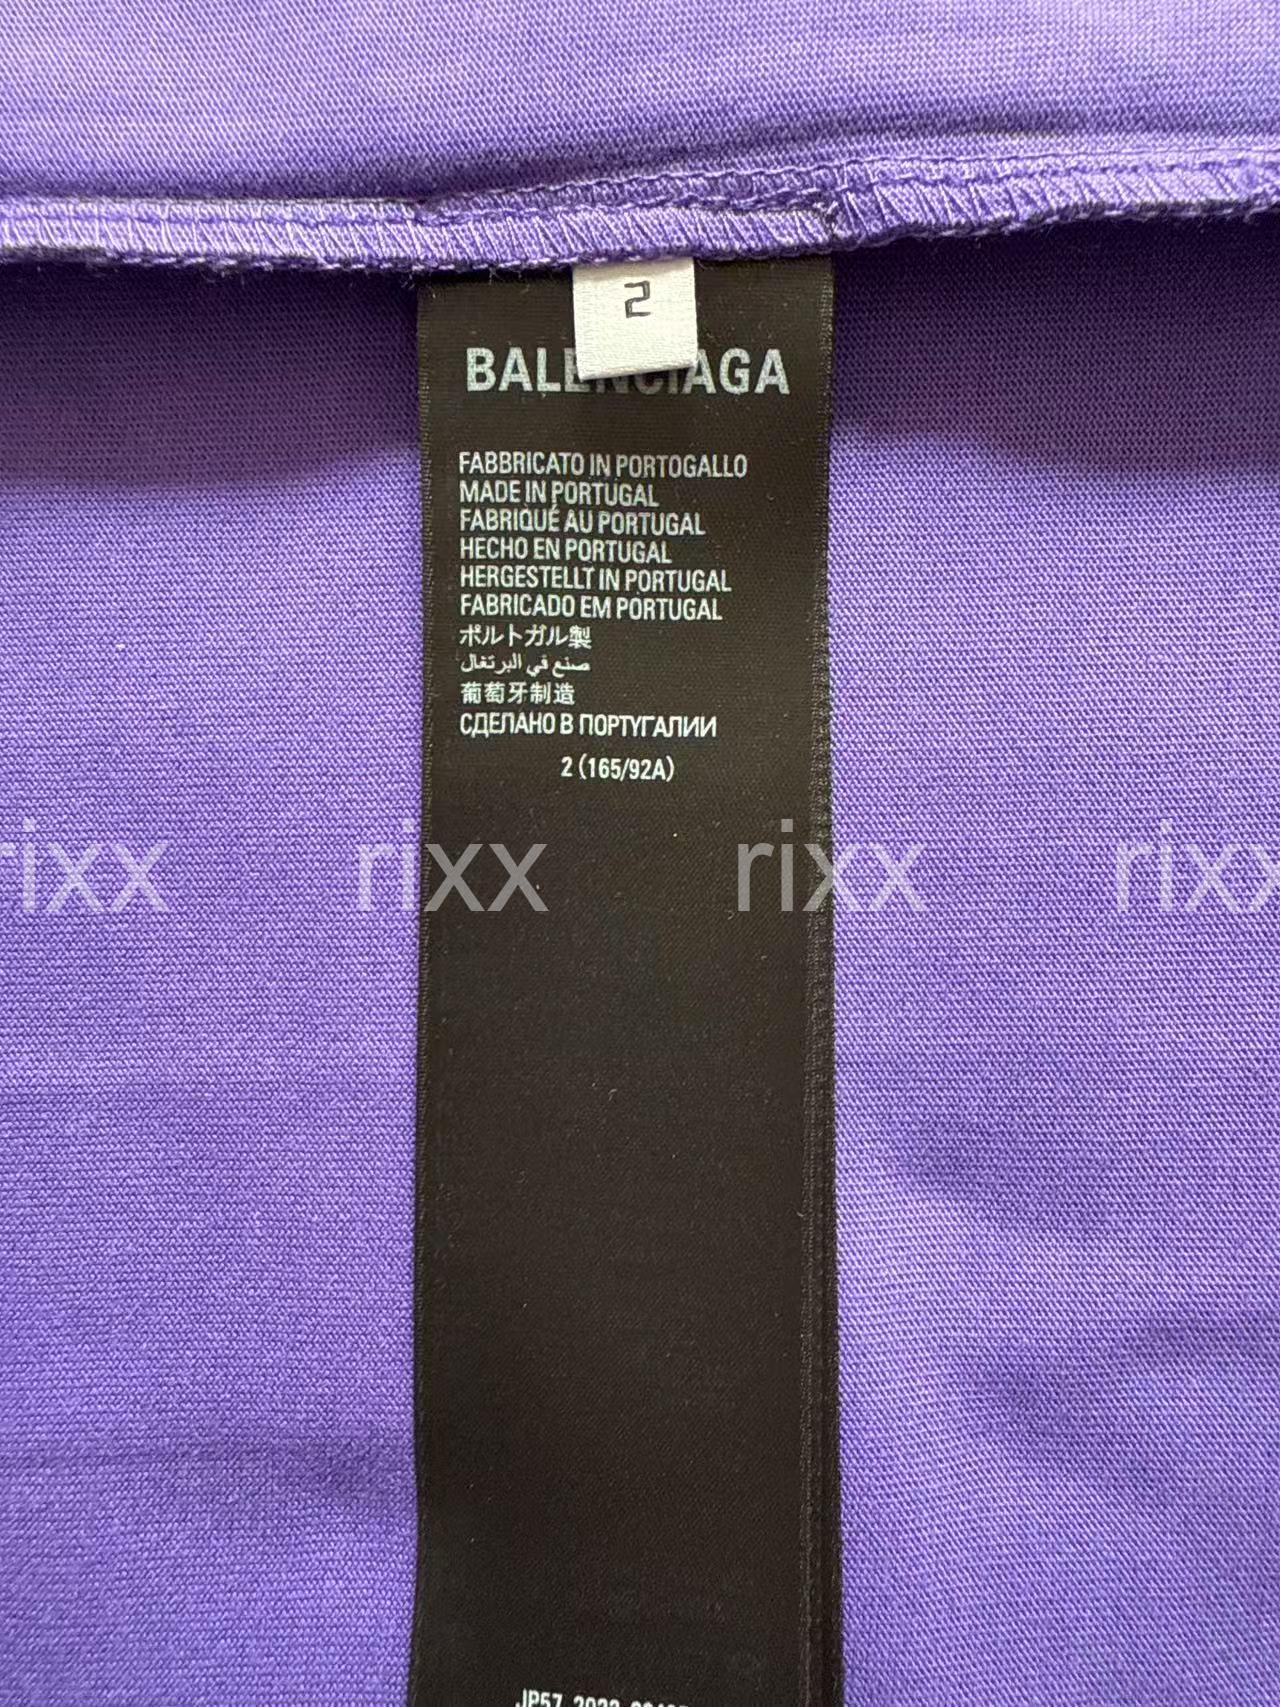 2
BALENCIAGA
FABBRICATO IN PORTOGALLO
MADE IN PORTUGAL
FABRIQUÉ AU PORTUGAL
HECHO EN PORTUGAL
HERGESTELLT IN PORTUGAL
FABRICADO EM PORTUGAL
ポルトガル製
صنع في البرتغال
葡萄牙制造
СДЕЛАНО В ПОРТУГАЛИИ
2 (165/92A)
rixx rixx rixx rixx